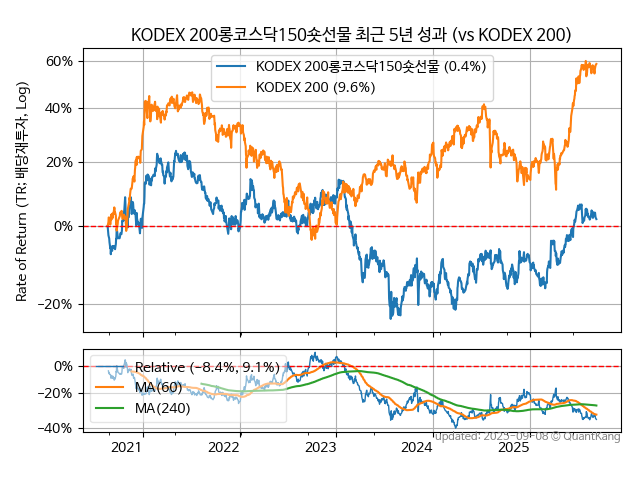 KODEX 200롱코스닥150숏선물 최근 5년 성과 (vs KODEX 200)
Rate of Return (TR: 배당재투자, Log)
60%
40%
20%
0%
−20%
KODEX 200롱코스닥150숏선물 (0.4%)
KODEX 200 (9.6%)
0%
−20%
−40%
Relative (-8.4%, 9.1%)
MA(60)
MA(240)
2021
2022
2023
2024
2025
Updated: 2025-09-08 © QuantKang